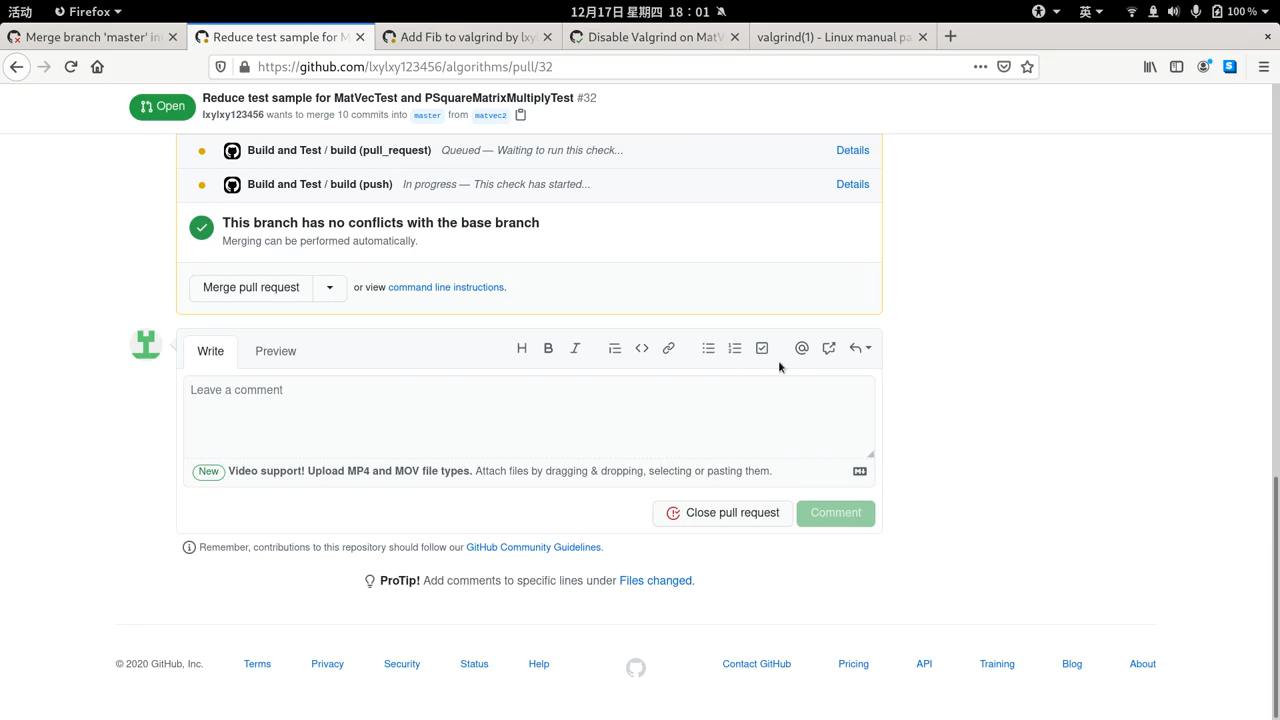 活动 Firefox 12月17日 星期四 18：01 英 100 %
Merge branch 'master' in Reduce test sample for M Add Fib to valgrind by lxyl Disable Valgrind on MatV valgrind(1) - Linux manual pa
https://github.com/lxylxy123456/algorithms/pull/32
Open
Reduce test sample for MatVecTest and PSquareMatrixMultiplyTest #32
lxylxy123456 wants to merge 10 commits into master from matvec2
Build and Test / build (pull_request) Queued — Waiting to run this check... Details
Build and Test / build (push) In progress — This check has started... Details
This branch has no conflicts with the base branch
Merging can be performed automatically.
Merge pull request or view command line instructions.
Write Preview
Leave a comment
New Video support! Upload MP4 and MOV file types. Attach files by dragging & dropping, selecting or pasting them.
Close pull request Comment
Remember, contributions to this repository should follow our GitHub Community Guidelines.
ProTip! Add comments to specific lines under Files changed.
© 2020 GitHub, Inc. Terms Privacy Security Status Help Contact GitHub Pricing API Training Blog About